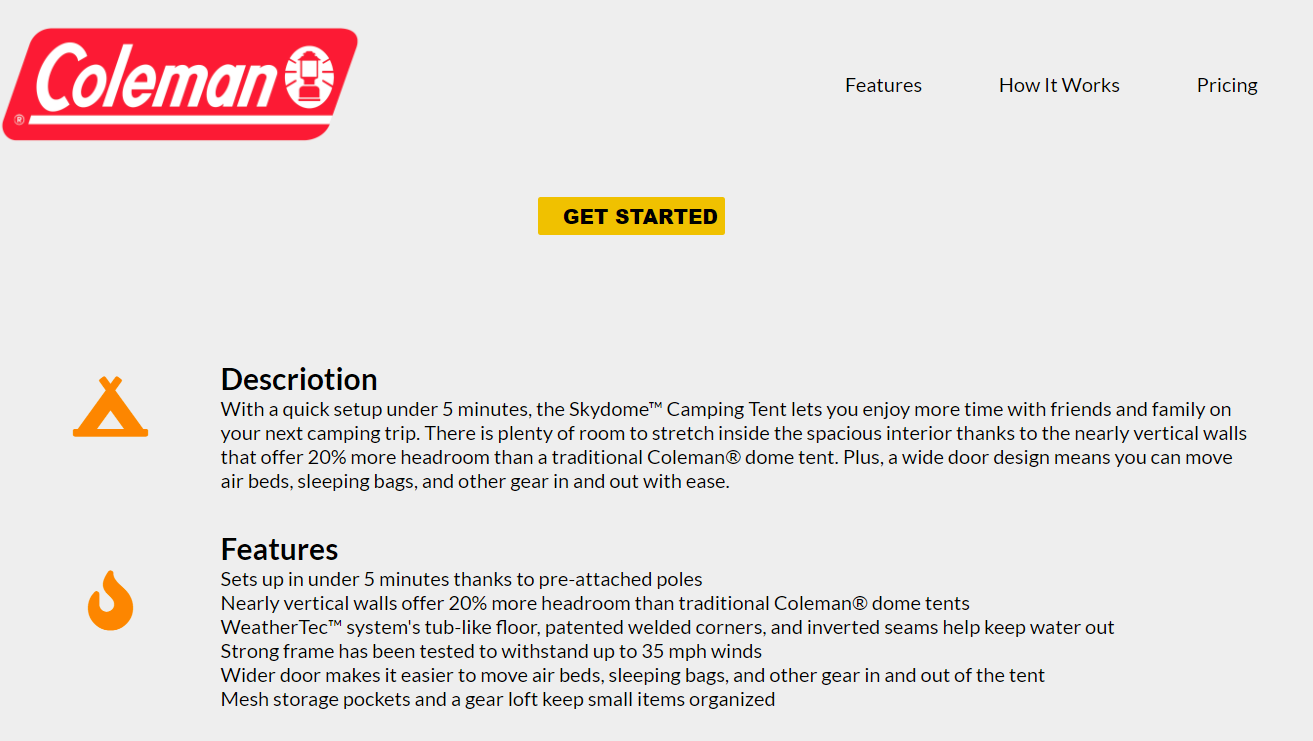 Coleman
®
Features How It Works Pricing
GET STARTED
Descriotion
With a quick setup under 5 minutes, the Skydome™ Camping Tent lets you enjoy more time with friends and family on
your next camping trip. There is plenty of room to stretch inside the spacious interior thanks to the nearly vertical walls
that offer 20% more headroom than a traditional Coleman® dome tent. Plus, a wide door design means you can move
air beds, sleeping bags, and other gear in and out with ease.
Features
Sets up in under 5 minutes thanks to pre-attached poles
Nearly vertical walls offer 20% more headroom than traditional Coleman® dome tents
WeatherTec™ system's tub-like floor, patented welded corners, and inverted seams help keep water out
Strong frame has been tested to withstand up to 35 mph winds
Wider door makes it easier to move air beds, sleeping bags, and other gear in and out of the tent
Mesh storage pockets and a gear loft keep small items organized